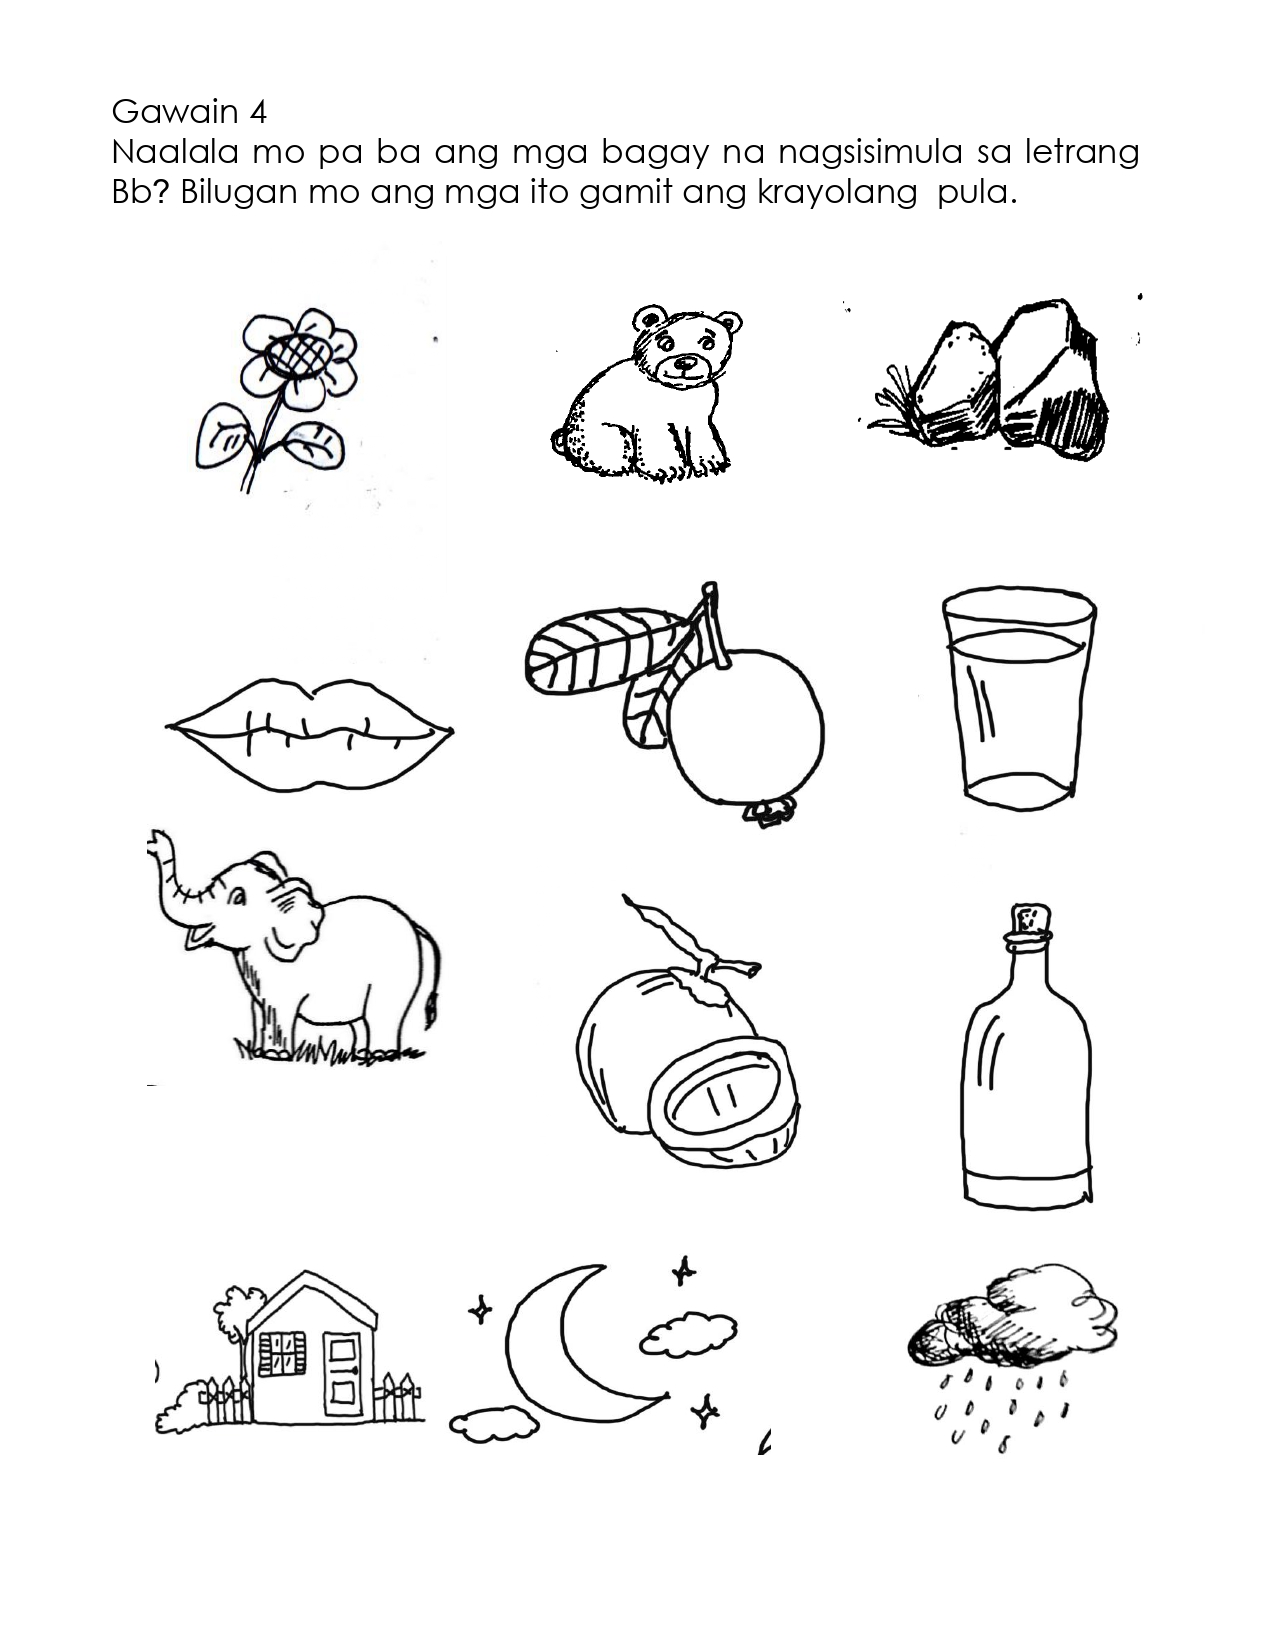 Gawain 4
Naalala mo pa ba ang mga bagay na nagsisimula sa letrang
Bb? Bilugan mo ang mga ito gamit ang krayolang pula.